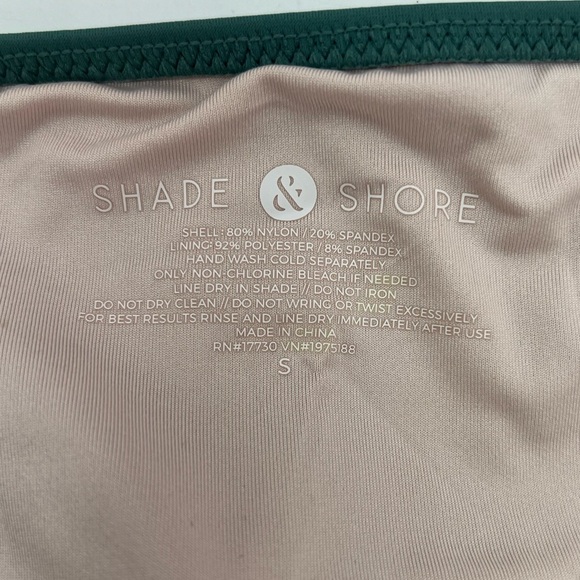 SHADE & SHORE
SHELL: 80% NYLON / 20% SPANDEX
LINING: 92% POLYESTER / 8% SPANDEX
HAND WASH COLD SEPARATELY
ONLY NON-CHLORINE BLEACH IF NEEDED
LINE DRY IN SHADE // DO NOT IRON
DO NOT DRY CLEAN // DO NOT WRING OR TWIST EXCESSIVELY
FOR BEST RESULTS RINSE AND LINE DRY IMMEDIATELY AFTER USE
MADE IN CHINA
RN#17730 VN#1975188
S